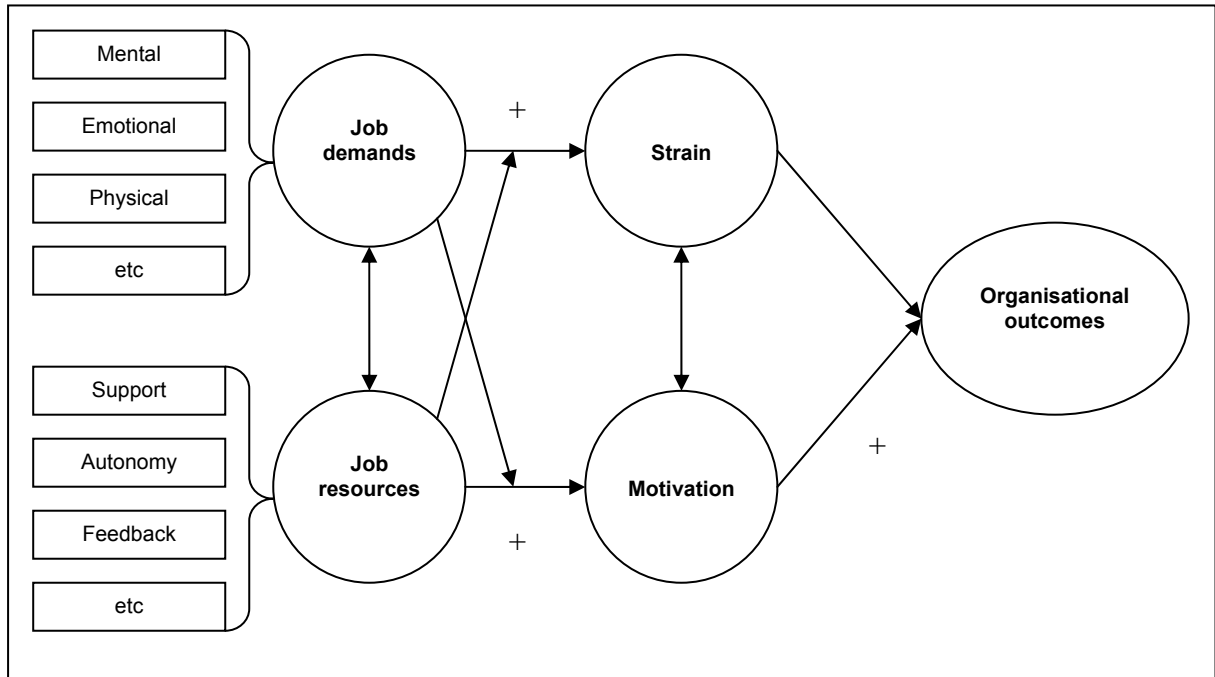 Mental
Emotional
Physical
etc
Support
Autonomy
Feedback
etc
Job
demands
Job
resources
+
+
Strain
Motivation
+
Organisational
outcomes